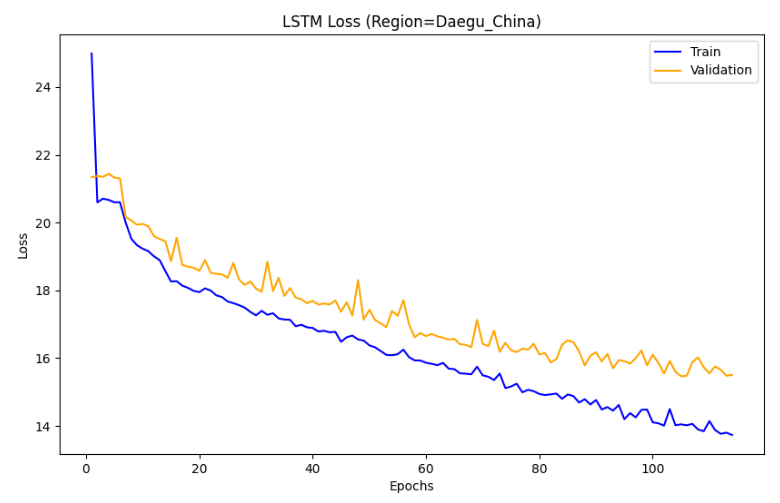 LSTM Loss (Region=Daegu_China)
Train
Validation
Loss
24
22
20
18
16
14
0 20 40 60 80 100
Epochs